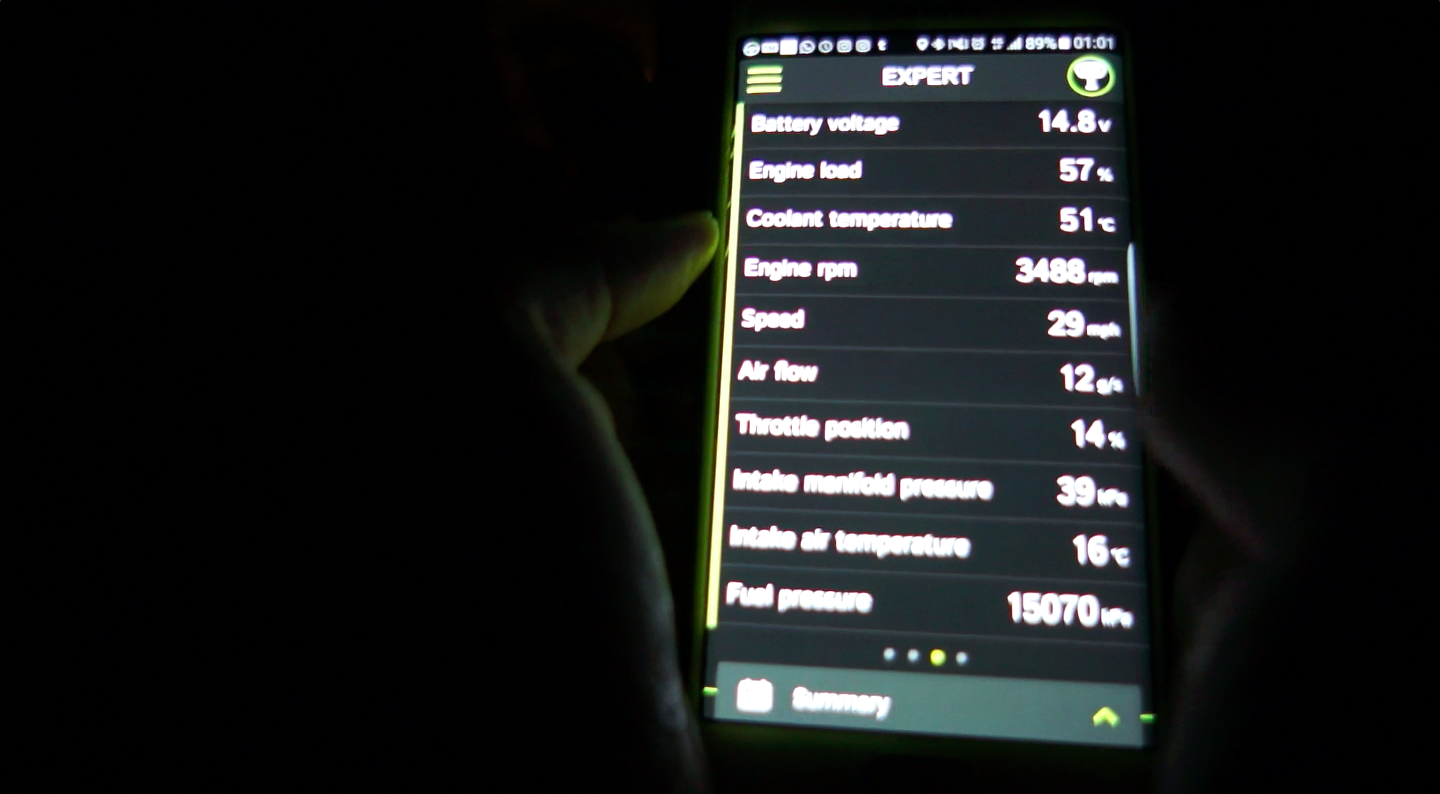 89% 01:01
EXPERT
Battery voltage 14.8 v
Engine load 57 %
Coolant temperature 51 °C
Engine rpm 3488 rpm
Speed 29 mph
Air flow 12 g/s
Throttle position 14 %
Intake manifold pressure 39 kPa
Intake air temperature 16 °C
Fuel pressure 15070 kPa
Summary